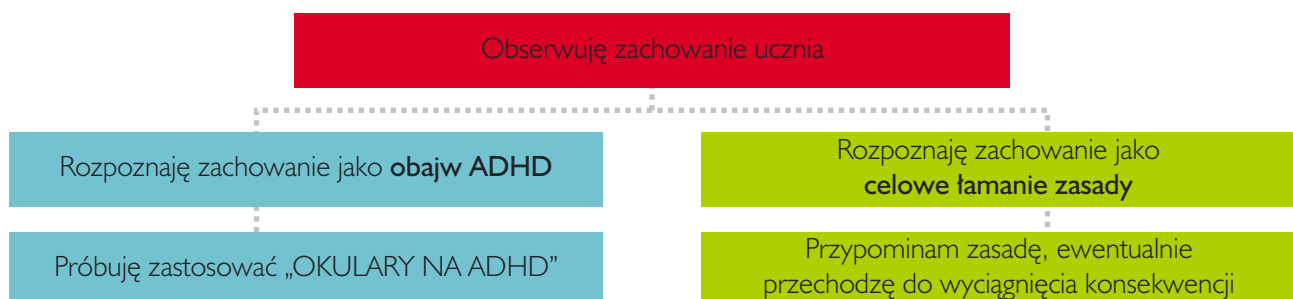 Obserwuję zachowanie ucznia
Rozpoznaję zachowanie jako obajw ADHD
Próbuję zastosować „OKULARY NA ADHD”
Rozpoznaję zachowanie jako
celowe łamanie zasady
Przypominam zasadę, ewentualnie
przechodzę do wyciągnięcia konsekwencji